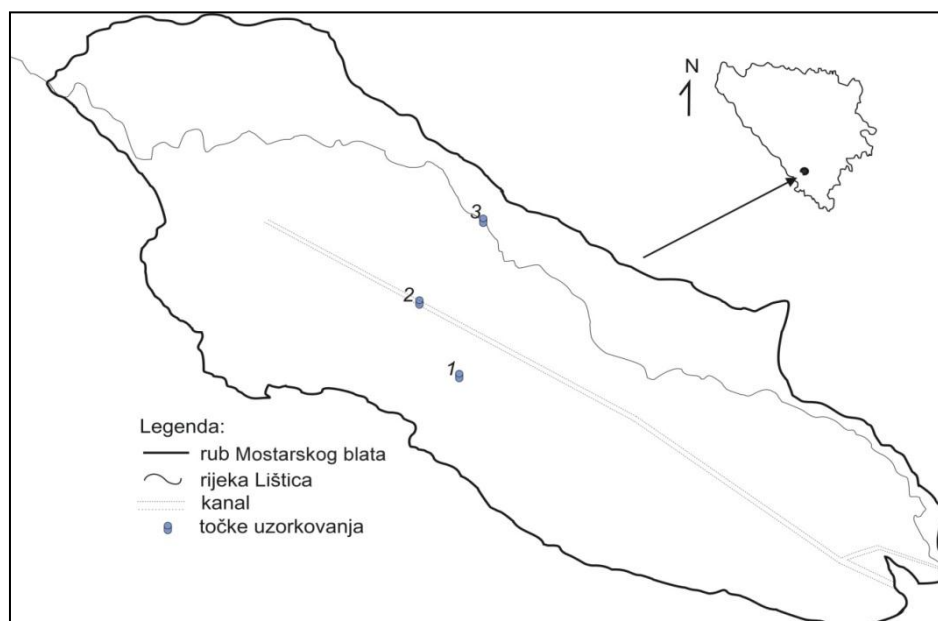 N
3
2
1
Legenda:
rub Mostarskog blata
rijeka Lištica
kanal
točke uzorkovanja